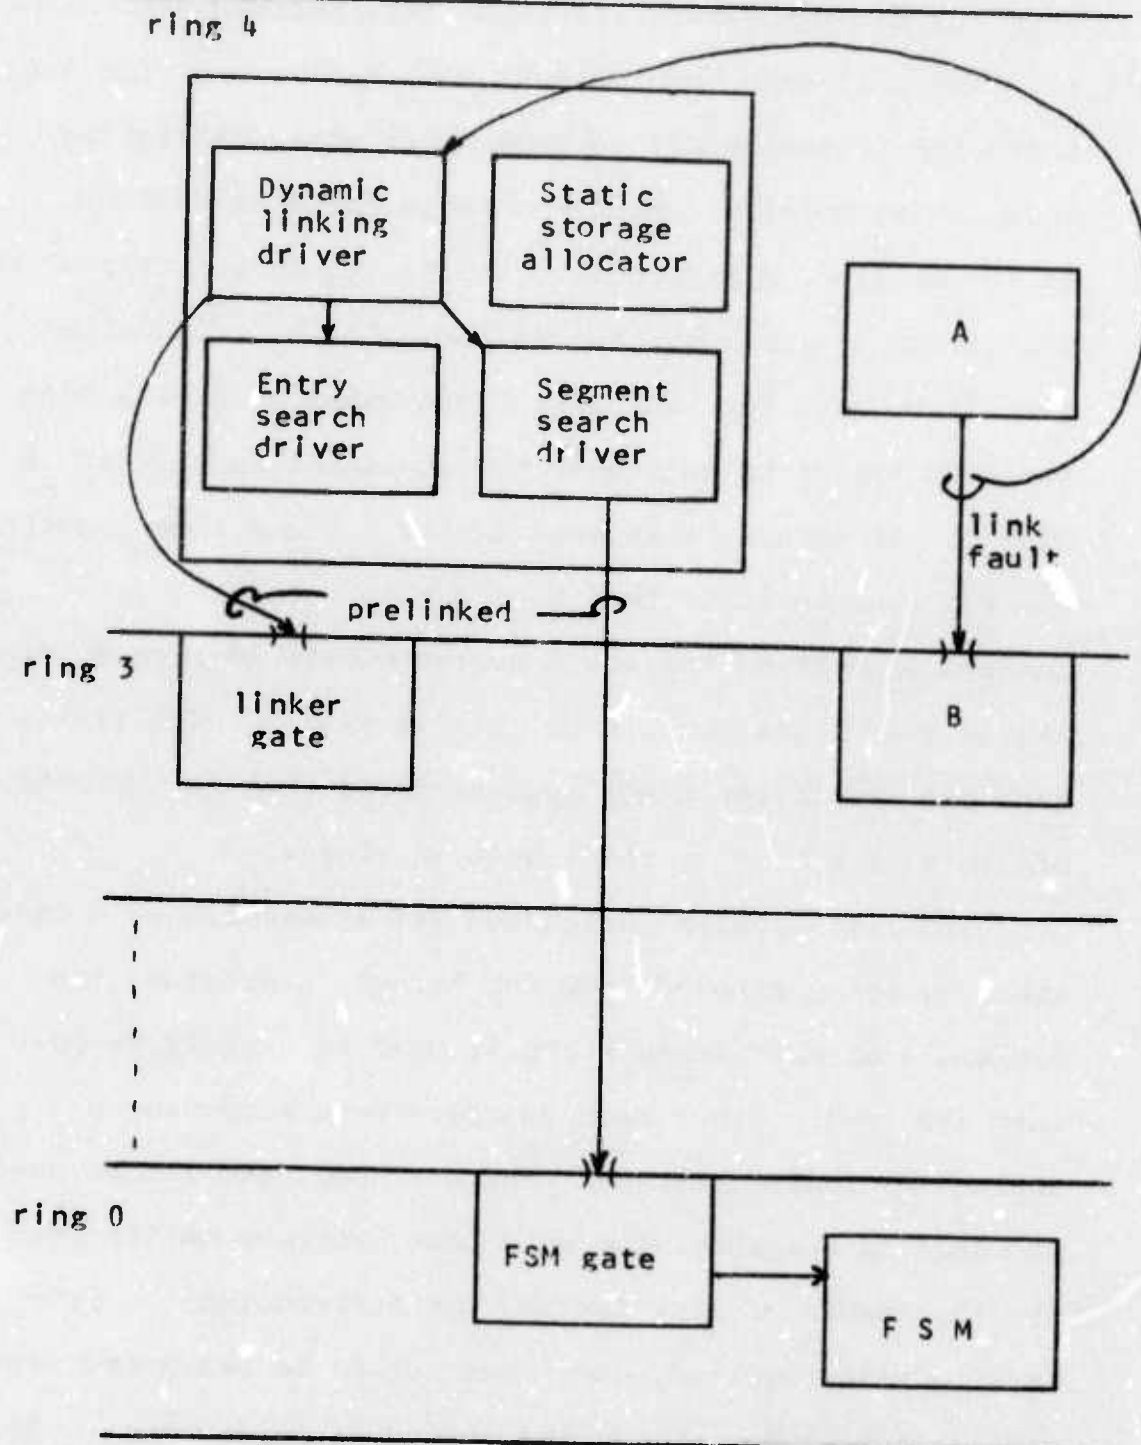 ring 4
Dynamic
linking
driver
Static
storage
allocator
A
Entry
search
driver
Segment
search
driver
link
fault
prelinked
ring 3
linker
gate
B
ring 0
FSM gate
F S M